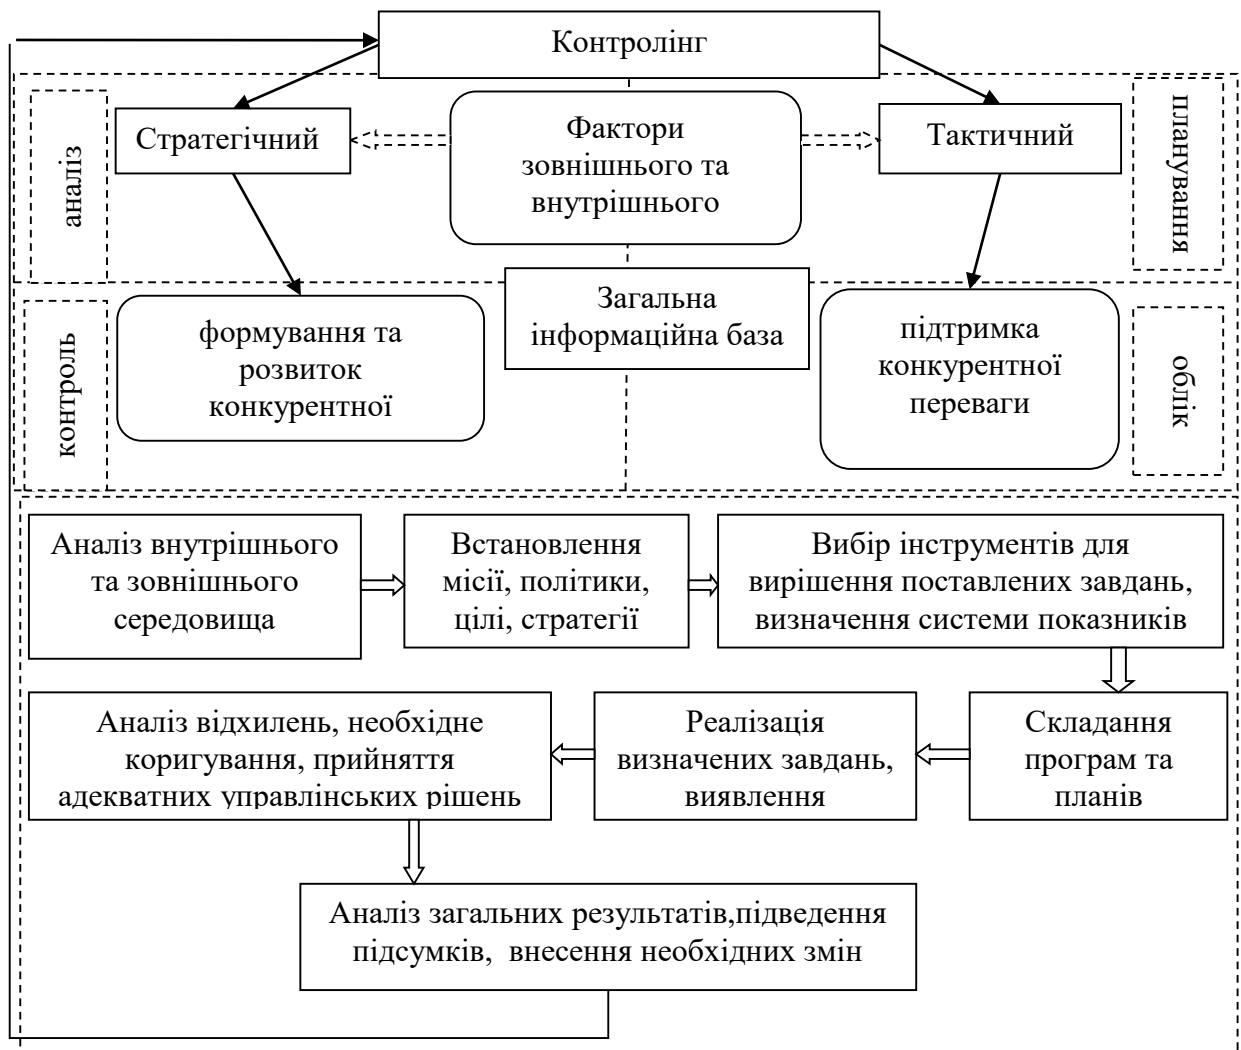 Контролінг
аналіз
Стратегічний
Фактори
зовнішнього та
внутрішнього
Тактичний
планування
контроль
формування та
розвиток
конкурентної
Загальна
інформаційна база
підтримка
конкурентної
переваги
облік
Аналіз внутрішнього
та зовнішнього
середовища
Встановлення
місії, політики,
цілі, стратегії
Вибір інструментів для
вирішення поставлених завдань,
визначення системи показників
Аналіз відхилень, необхідне
коригування, прийняття
адекватних управлінських рішень
Реалізація
визначених завдань,
виявлення
Складання
програм та
планів
Аналіз загальних результатів,підведення
підсумків,  внесення необхідних змін